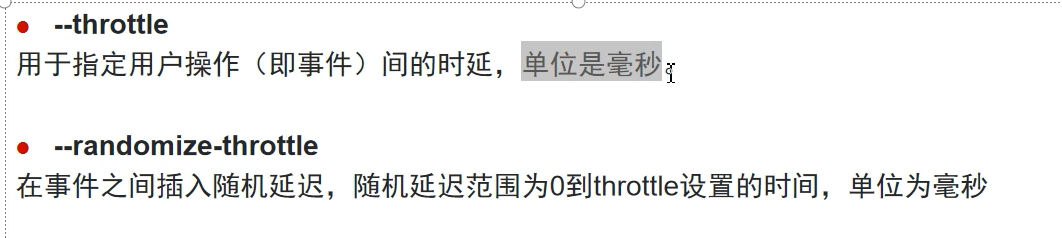 ● --throttle
用于指定用户操作（即事件）间的时延，单位是毫秒。
● --randomize-throttle
在事件之间插入随机延迟，随机延迟范围为0到throttle设置的时间，单位为毫秒